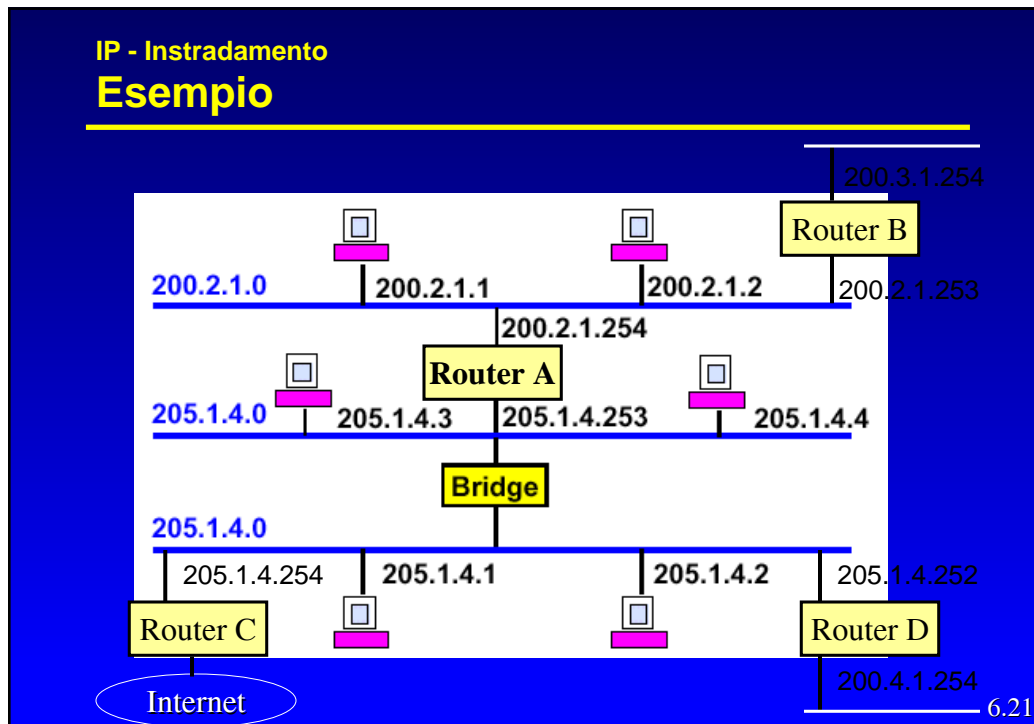 IP - Instradamento
Esempio
200.3.1.254
Router B
200.2.1.0
200.2.1.1
200.2.1.2
200.2.1.253
200.2.1.254
Router A
205.1.4.0
205.1.4.3
205.1.4.253
205.1.4.4
Bridge
205.1.4.0
205.1.4.254
205.1.4.1
205.1.4.2
205.1.4.252
Router C
Router D
Internet
200.4.1.254
6.21